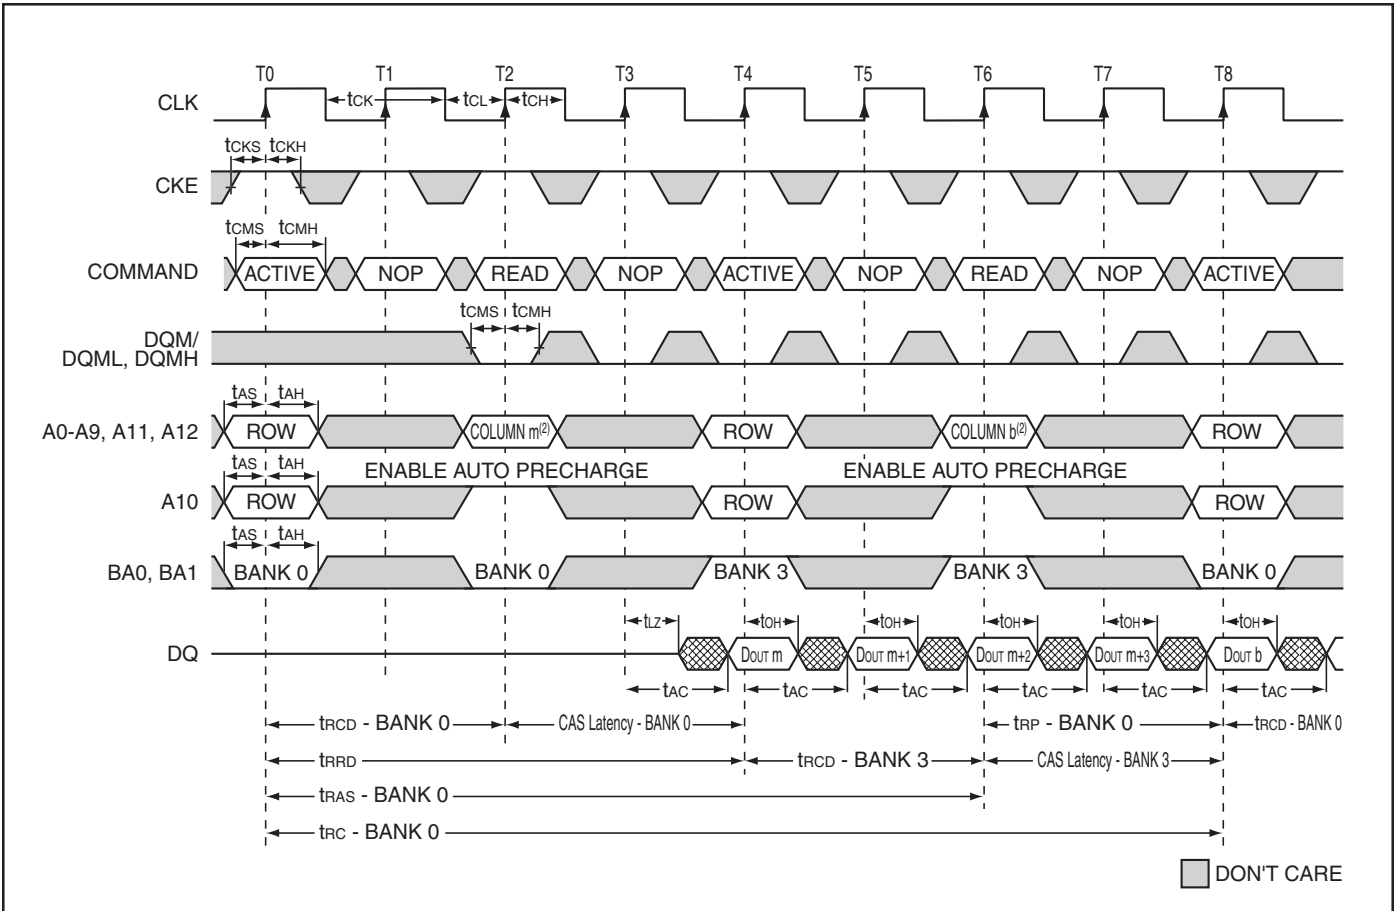 T0 T1 T2 T3 T4 T5 T6 T7 T8
CLK
tCK tCL tCH
tCKS tCKH
CKE
tCMS tCMH
COMMAND ACTIVE NOP READ NOP ACTIVE NOP READ NOP ACTIVE
tCMS tCMH
DQM/
DQML, DQMH
tAS tAH
A0-A9, A11, A12 ROW COLUMN m(2) ROW COLUMN b(2) ROW
tAS tAH ENABLE AUTO PRECHARGE ENABLE AUTO PRECHARGE
A10 ROW ROW ROW
tAS tAH
BA0, BA1 BANK 0 BANK 0 BANK 3 BANK 3 BANK 0
tLZ tOH tOH tOH tOH tOH
DQ DOUT m DOUT m+1 DOUT m+2 DOUT m+3 DOUT b
tAC tAC tAC tAC tAC tAC
tRCD - BANK 0 CAS Latency - BANK 0 tRP - BANK 0 tRCD - BANK 0
tRRD tRCD - BANK 3 CAS Latency - BANK 3
tRAS - BANK 0
tRC - BANK 0
DON'T CARE